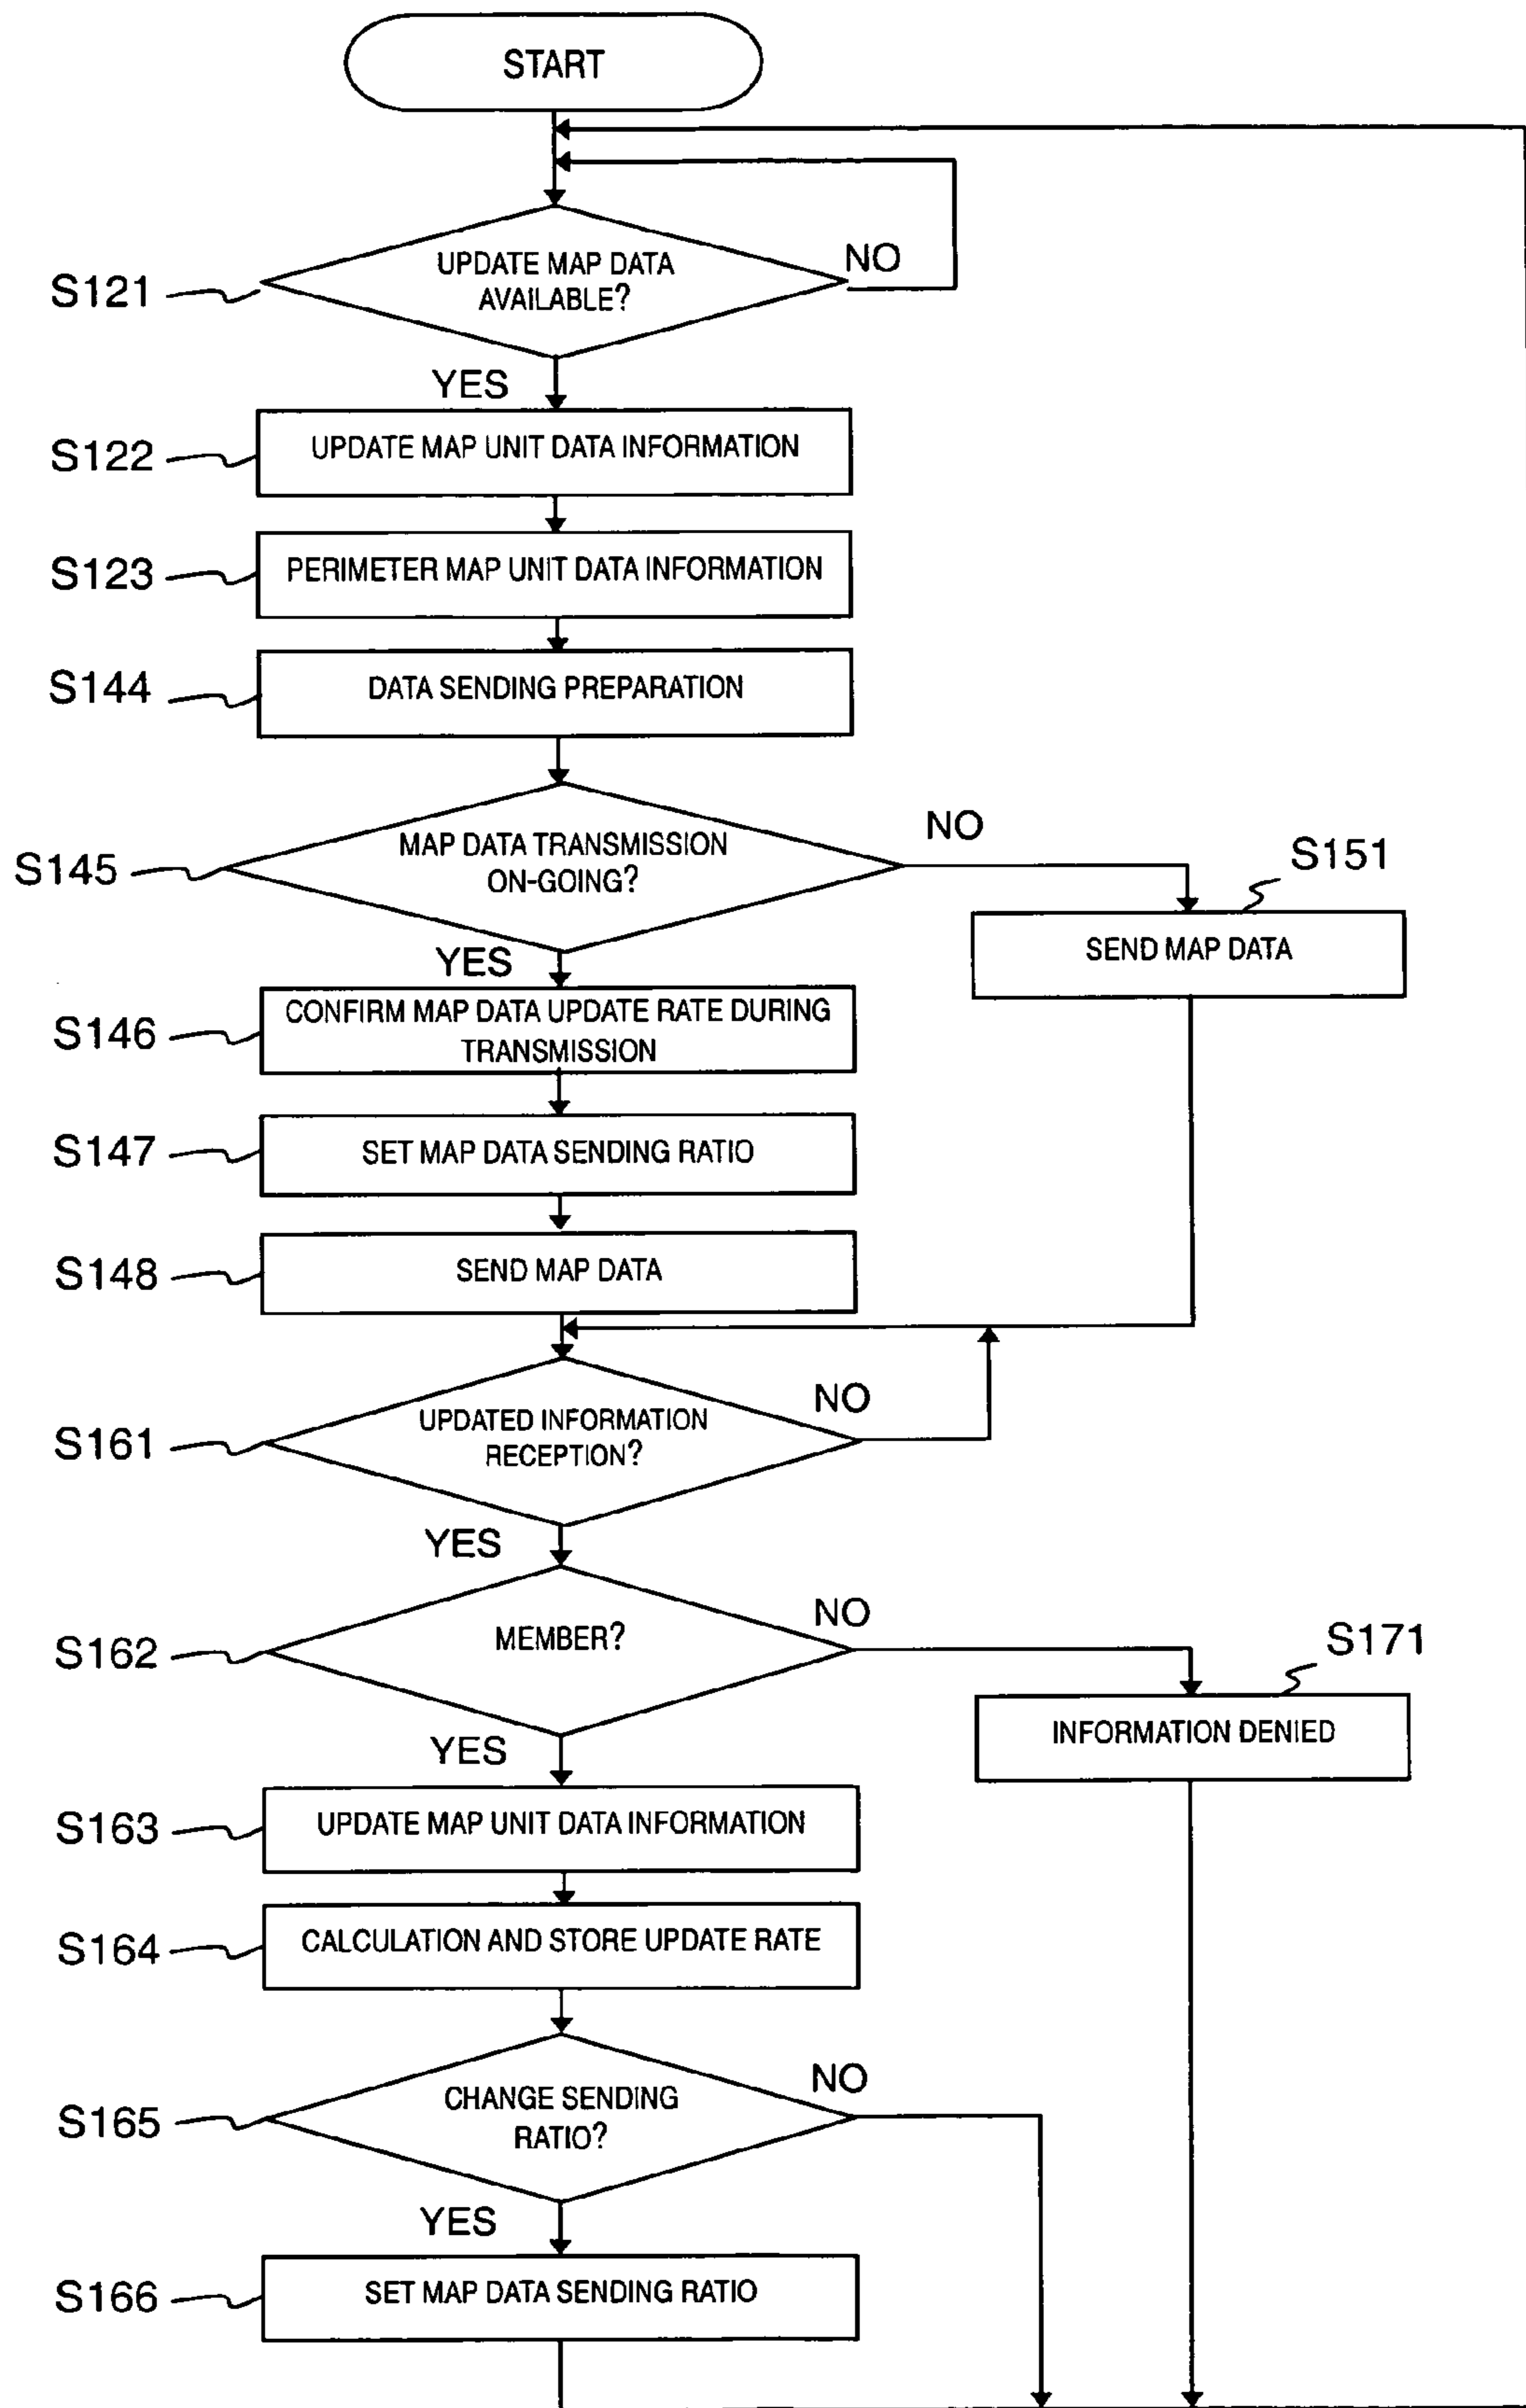 START
UPDATE MAP DATA
AVAILABLE?
NO
S121
YES
UPDATE MAP UNIT DATA INFORMATION
S122
PERIMETER MAP UNIT DATA INFORMATION
S123
DATA SENDING PREPARATION
S144
MAP DATA TRANSMISSION
ON-GOING?
NO
S145
S151
SEND MAP DATA
YES
CONFIRM MAP DATA UPDATE RATE DURING
TRANSMISSION
S146
SET MAP DATA SENDING RATIO
S147
SEND MAP DATA
S148
UPDATED INFORMATION
RECEPTION?
NO
S161
YES
MEMBER?
NO
S162
S171
INFORMATION DENIED
YES
UPDATE MAP UNIT DATA INFORMATION
S163
CALCULATION AND STORE UPDATE RATE
S164
CHANGE SENDING
RATIO?
NO
S165
YES
SET MAP DATA SENDING RATIO
S166